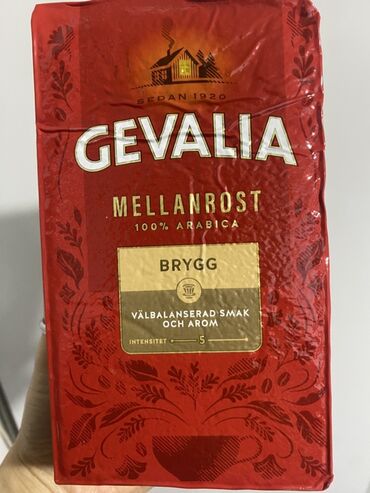 SEDAN 1920
GEVALIA
MELLANROST
100% ARABICA
BRYGG
VÄLBALANSERAD SMAK
OCH AROM
INTENSITET 5